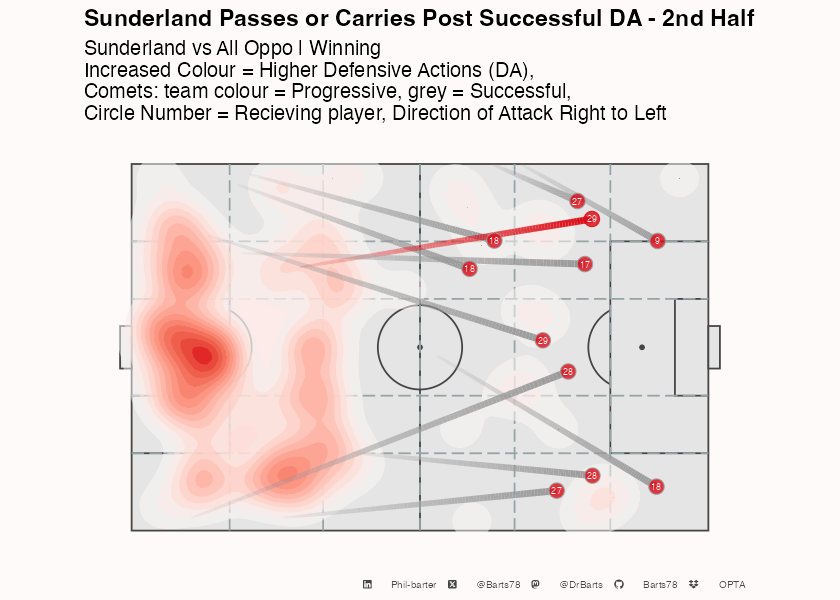 Sunderland Passes or Carries Post Successful DA - 2nd Half
Sunderland vs All Oppo | Winning
Increased Colour = Higher Defensive Actions (DA),
Comets: team colour = Progressive, grey = Successful,
Circle Number = Recieving player, Direction of Attack Right to Left
27
29
18
9
17
18
29
28
28
18
27
Phil-barter @Barts78 @DrBarts Barts78 OPTA